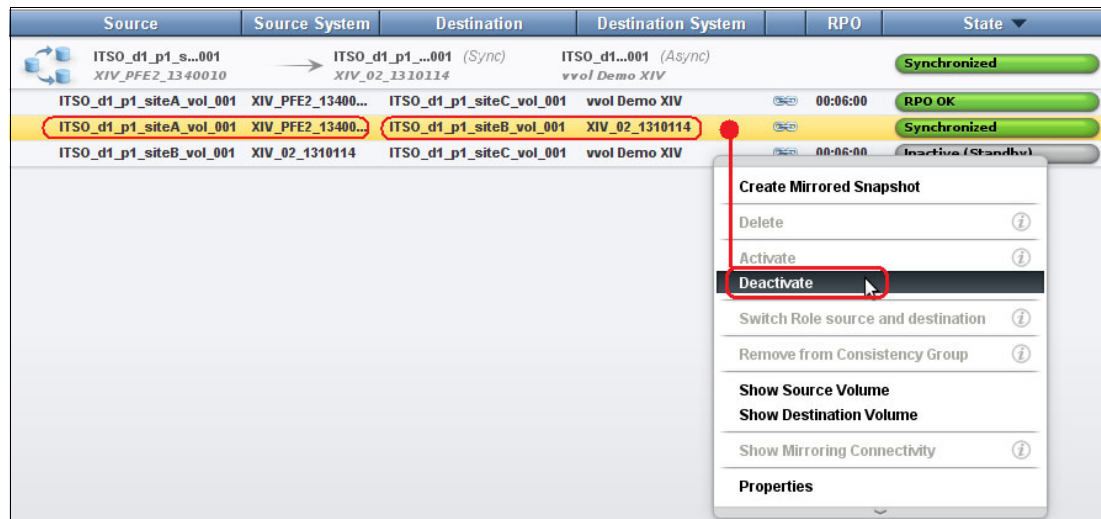 Source Source System Destination Destination System RPO State
ITSO_d1_p1_s...001 ITSO_d1_p1_...001 (Sync) ITSO_d1...001 (Async)
XIV_PFE2_1340010 XIV_02_1310114 vvol Demo XIV
Synchronized
ITSO_d1_p1_siteA_vol_001 XIV_PFE2_13400... ITSO_d1_p1_siteC_vol_001 vvol Demo XIV 00:06:00 RPO OK
ITSO_d1_p1_siteA_vol_001 XIV_PFE2_13400... ITSO_d1_p1_siteB_vol_001 XIV_02_1310114 Synchronized
ITSO_d1_p1_siteB_vol_001 XIV_02_1310114 ITSO_d1_p1_siteC_vol_001 vvol Demo XIV 00:06:00 Inactive (Standby)
Create Mirrored Snapshot
Delete
Activate
Deactivate
Switch Role source and destination
Remove from Consistency Group
Show Source Volume
Show Destination Volume
Show Mirroring Connectivity
Properties